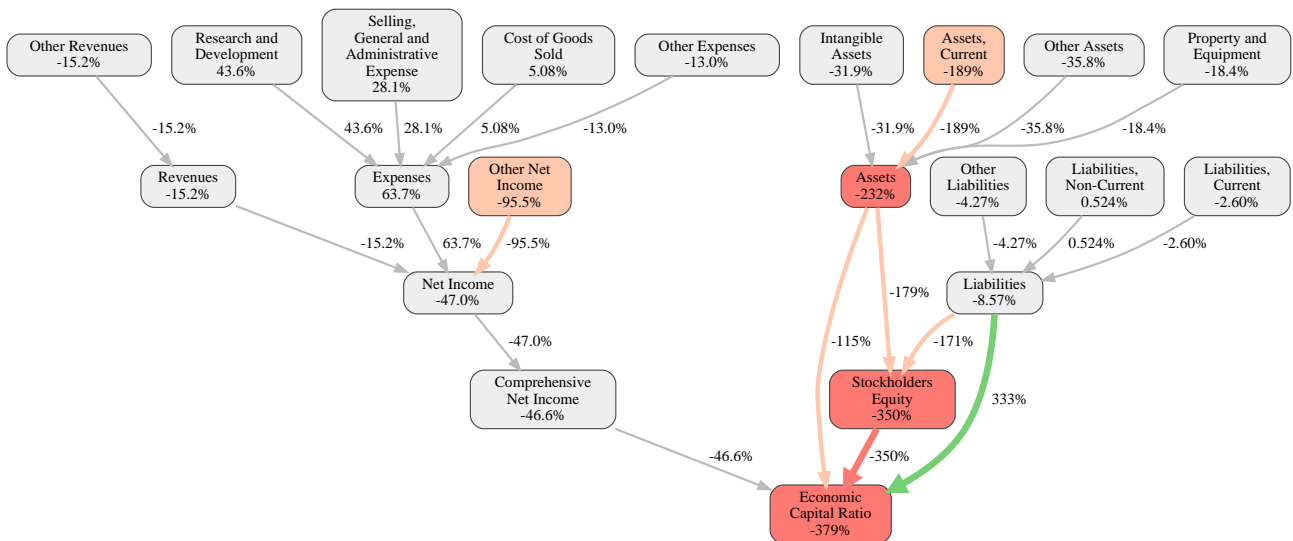 Other Revenues
-15.2%
Research and
Development
43.6%
Selling,
General and
Administrative
Expense
28.1%
Cost of Goods
Sold
5.08%
Other Expenses
-13.0%
Intangible
Assets
-31.9%
Assets,
Current
-189%
Other Assets
-35.8%
Property and
Equipment
-18.4%
-15.2%
43.6%
28.1%
5.08%
-13.0%
-31.9%
-189%
-35.8%
-18.4%
Revenues
-15.2%
Expenses
63.7%
Other Net
Income
-95.5%
Assets
-232%
Other
Liabilities
-4.27%
Liabilities,
Non-Current
0.524%
Liabilities,
Current
-2.60%
-15.2%
63.7%
-95.5%
-4.27%
0.524%
-2.60%
Net Income
-47.0%
-179%
Liabilities
-8.57%
-47.0%
-115%
-171%
Comprehensive
Net Income
-46.6%
Stockholders
Equity
-350%
333%
-46.6%
-350%
Economic
Capital Ratio
-379%